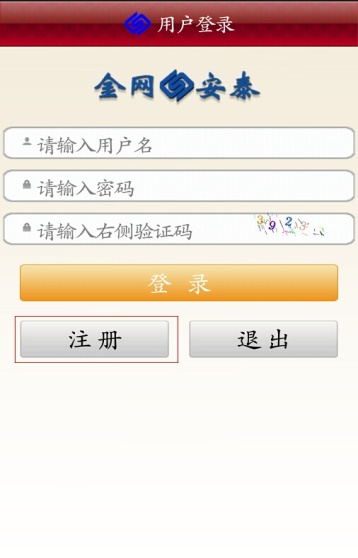 用户登录
金网安泰
请输入用户名
请输入密码
请输入右侧验证码
登 录
注 册
退 出